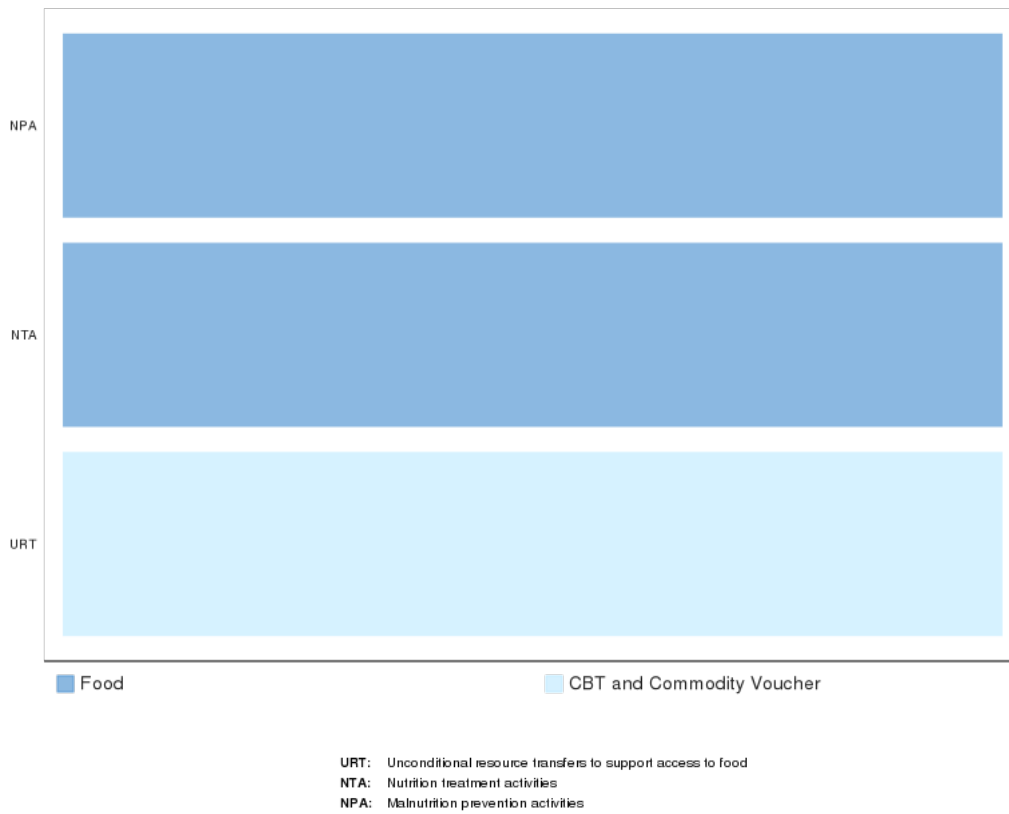 NPA
NTA
URT
Food
CBT and Commodity Voucher
URT: Unconditional resource transfers to support access to food
NTA: Nutrition treatment activities
NPA: Malnutrition prevention activities